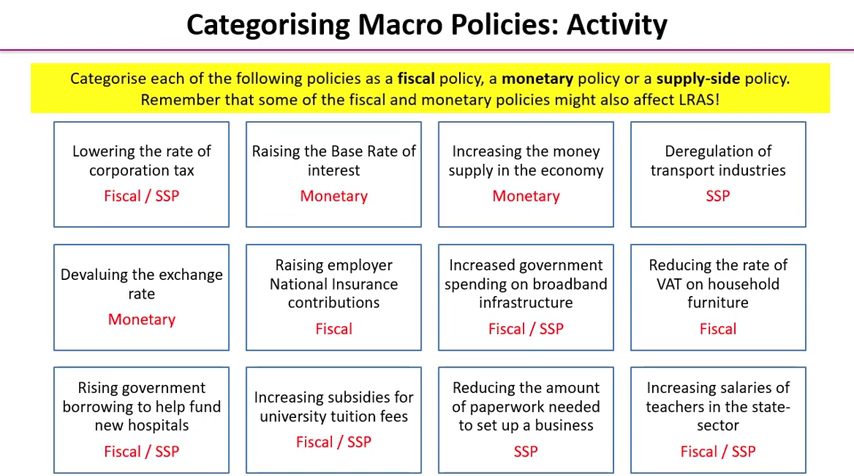 Categorising Macro Policies: Activity
Categorise each of the following policies as a fiscal policy, a monetary policy or a supply-side policy.
Remember that some of the fiscal and monetary policies might also affect LRAS!
Lowering the rate of
corporation tax
Fiscal / SSP
Raising the Base Rate of
interest
Monetary
Increasing the money
supply in the economy
Monetary
Deregulation of
transport industries
SSP
Devaluing the exchange
rate
Monetary
Raising employer
National Insurance
contributions
Fiscal
Increased government
spending on broadband
infrastructure
Fiscal / SSP
Reducing the rate of
VAT on household
furniture
Fiscal
Rising government
borrowing to help fund
new hospitals
Fiscal / SSP
Increasing subsidies for
university tuition fees
Fiscal / SSP
Reducing the amount
of paperwork needed
to set up a business
SSP
Increasing salaries of
teachers in the state-
sector
Fiscal / SSP